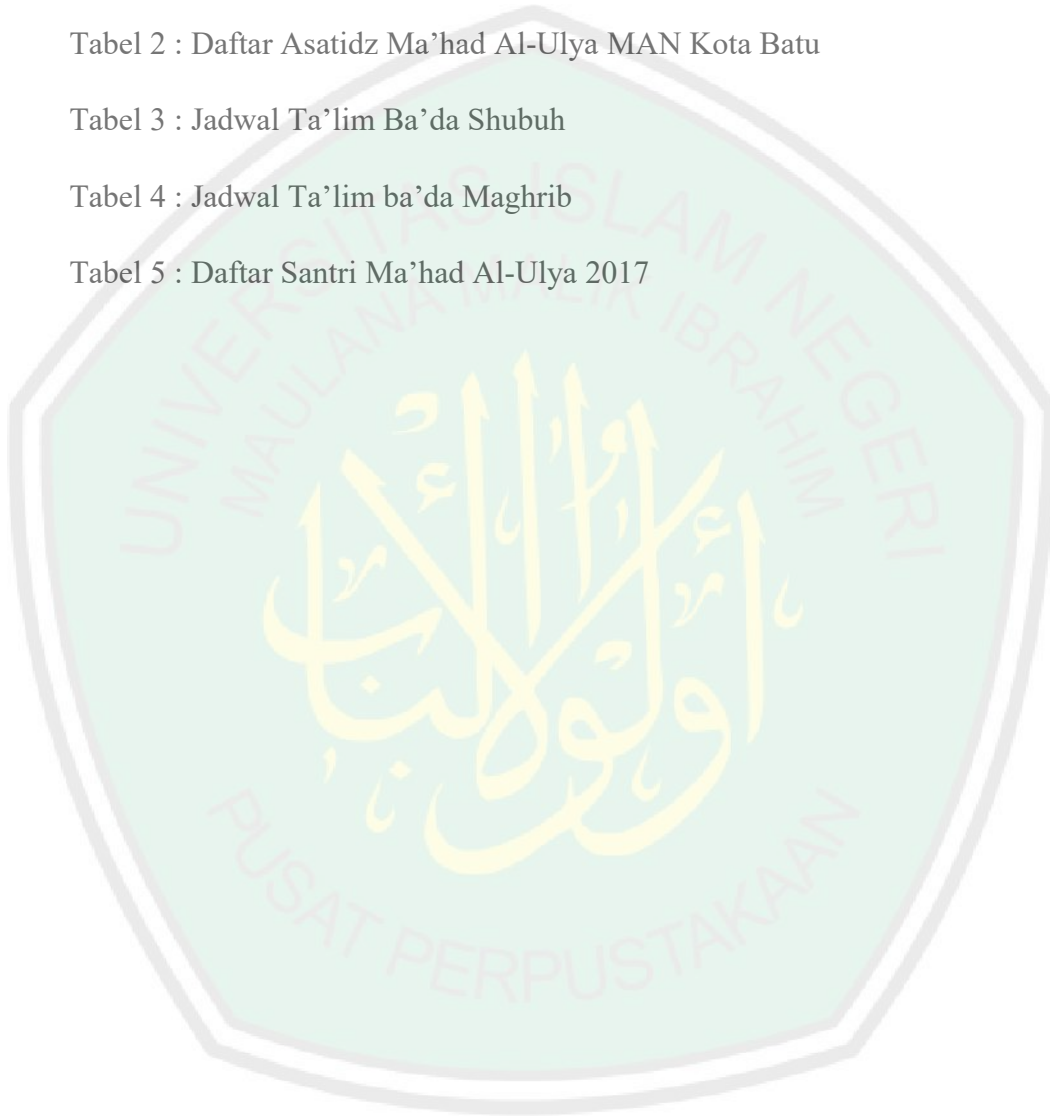 Tabel 2 : Daftar Asatidz Ma’had Al-Ulya MAN Kota Batu
Tabel 3 : Jadwal Ta’lim Ba’da Shubuh
Tabel 4 : Jadwal Ta’lim ba’da Maghrib
Tabel 5 : Daftar Santri Ma’had Al-Ulya 2017
UNIVERSITAS ISLAM NEGERI
MAULANA MALIK IBRAHIM
أولوا الألباب
PUSAT PERPUSTAKAAN